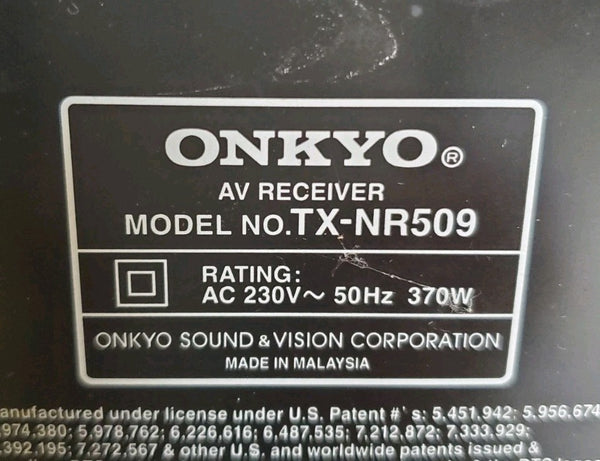 ONKYO®
AV RECEIVER
MODEL NO.TX-NR509
RATING:
AC 230V~ 50Hz 370W
ONKYO SOUND & VISION CORPORATION
MADE IN MALAYSIA
anufactured under license under U.S. Patent #'s: 5,451,942; 5,956,674
974,380; 5,978,762; 6,226,616; 6,487,535; 7,212,872; 7,333,929;
392,195; 7,272,567 & other U.S. and worldwide patents issued &